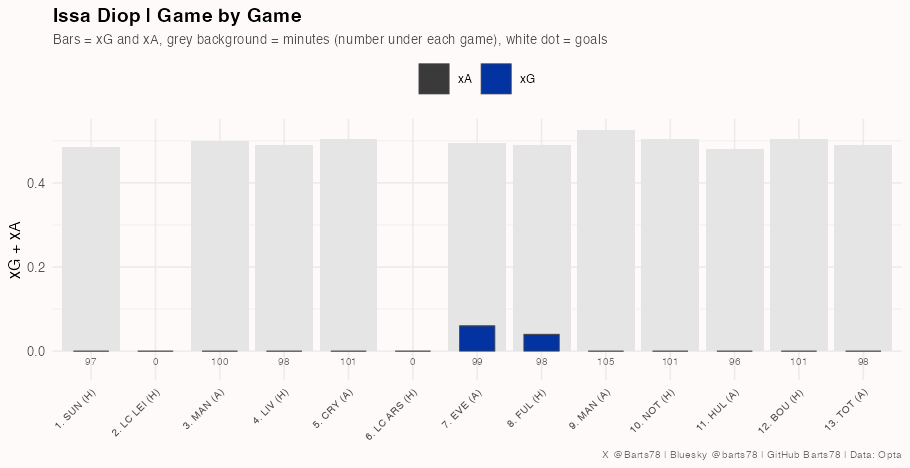 Issa Diop | Game by Game
Bars = xG and xA, grey background = minutes (number under each game), white dot = goals
xA xG
xG + xA
0.4
0.2
0.0
97 0 100 98 101 0 99 98 105 101 96 101 98
1. SUN (H)
2. LC LEI (H)
3. MAN (A)
4. LIV (H)
5. CRY (A)
6. LC ARS (H)
7. EVE (A)
8. FUL (H)
9. MAN (A)
10. NOT (H)
11. HUL (A)
12. BOU (H)
13. TOT (A)
X @Barts78 | Bluesky @barts78 | GitHub Barts78 | Data: Opta